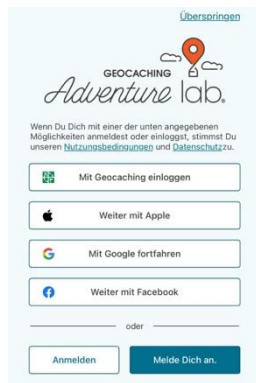 Überspringen
GEOCACHING
Adventure lab.
Wenn Du Dich mit einer der unten angegebenen
Möglichkeiten anmeldest oder einloggst, stimmst Du
unseren Nutzungsbedingungen und Datenschutzzu.
Mit Geocaching einloggen
Weiter mit Apple
Mit Google fortfahren
Weiter mit Facebook
oder
Anmelden
Melde Dich an.